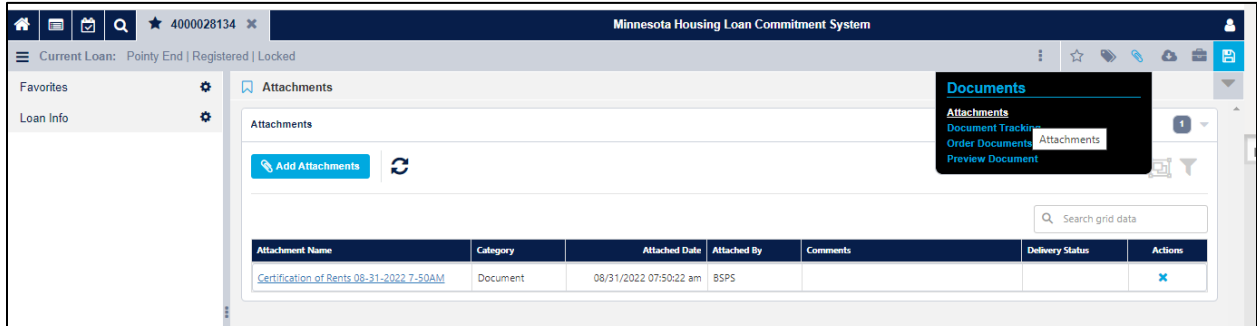 4000028134
Minnesota Housing Loan Commitment System
Current Loan: Pointy End | Registered | Locked
Favorites
Loan Info
Attachments
Documents
Attachments
Document Tracking
Order Documents
Preview Document
Attachments
Attachments
1
Add Attachments
Search grid data
Attachment Name Category Attached Date Attached By Comments Delivery Status Actions
Certification of Rents 08-31-2022 7-50AM Document 08/31/2022 07:50:22 am BSPS